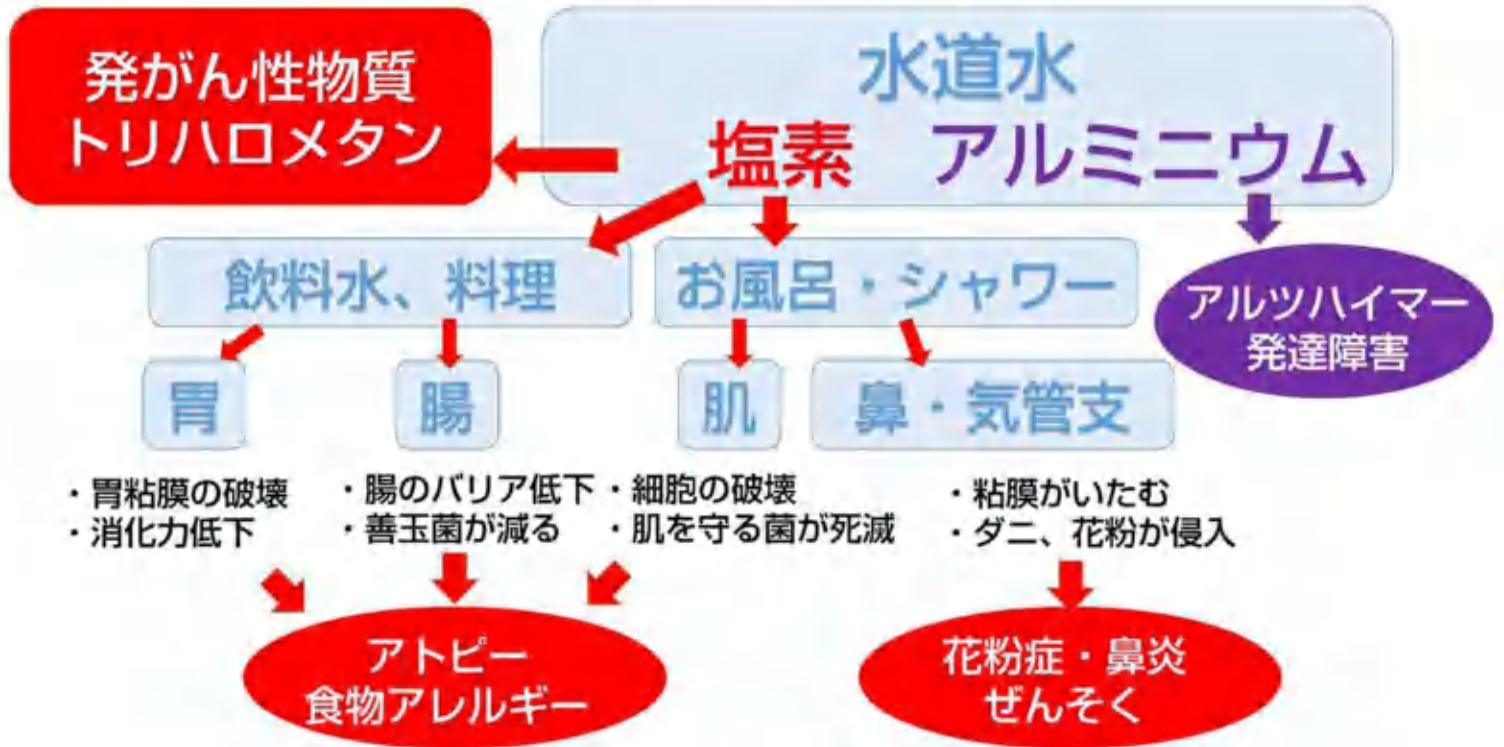 発がん性物質
トリハロメタン
水道水
塩素 アルミニウム
飲料水、料理
お風呂・シャワー
アルツハイマー
発達障害
胃
腸
肌
鼻・気管支
・胃粘膜の破壊
・消化力低下
・腸のバリア低下
・善玉菌が減る
・細胞の破壊
・肌を守る菌が死滅
・粘膜がいたむ
・ダニ、花粉が侵入
アトピー
食物アレルギー
花粉症・鼻炎
ぜんそく